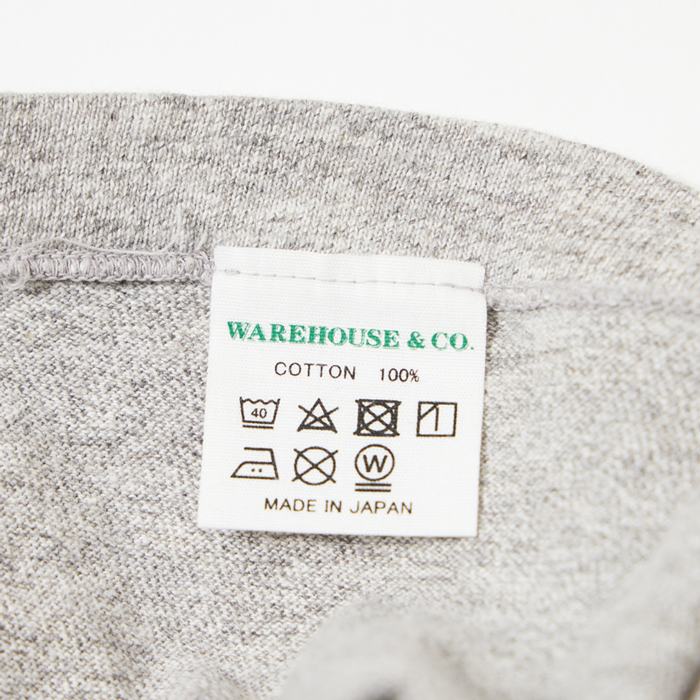 WAREHOUSE & CO.
COTTON 100%
40
W
MADE IN JAPAN